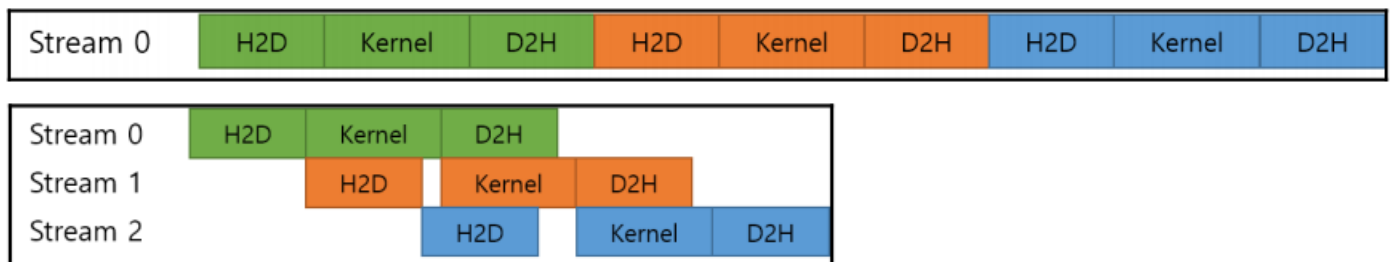 Stream 0 H2D Kernel D2H H2D Kernel D2H H2D Kernel D2H
Stream 0 H2D Kernel D2H
Stream 1 H2D Kernel D2H
Stream 2 H2D Kernel D2H